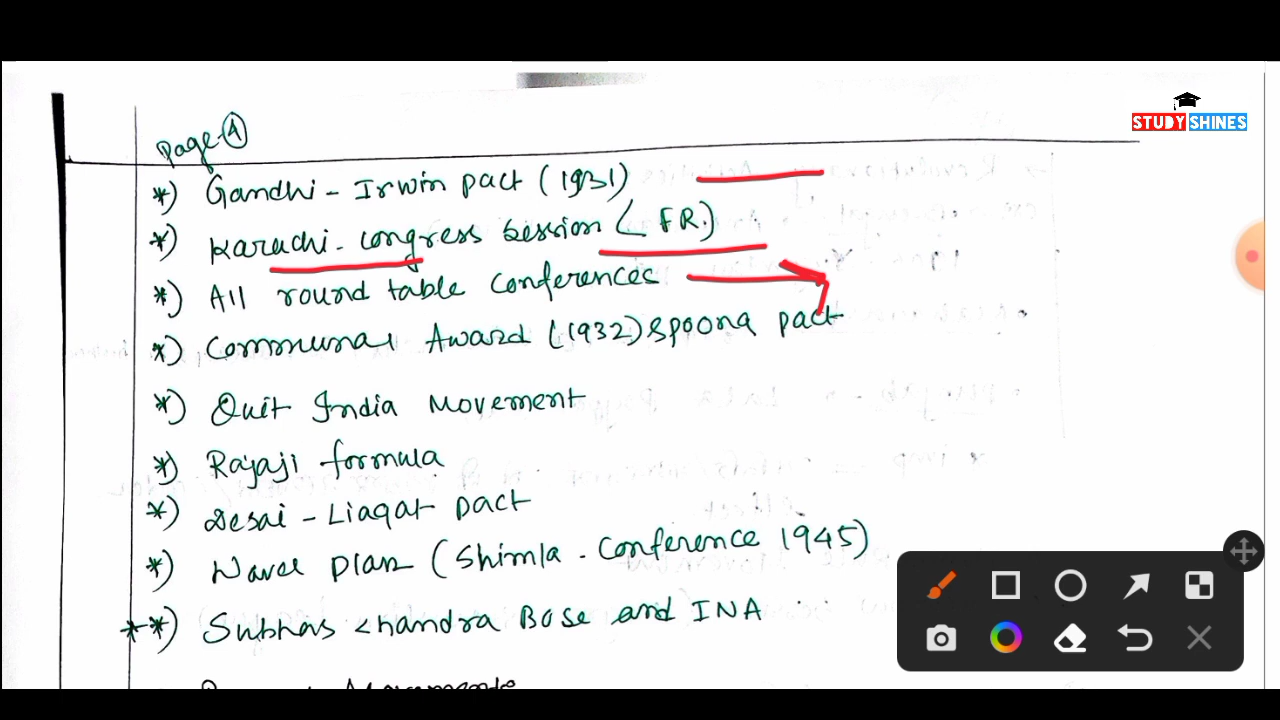 STUDY SHINES
Page-4
*) Gandhi - Irwin pact (1931)
*) Karachi - congress session ( FR.)
*) All round table conferences
*) Communal Award (1932) & poona pact
*) Quit India Movement
*) Rajaji formula
*) Desai - Liaqat pact
*) Wavel plan (Shimla - Conference 1945)
**) Subhas chandra Bose and INA